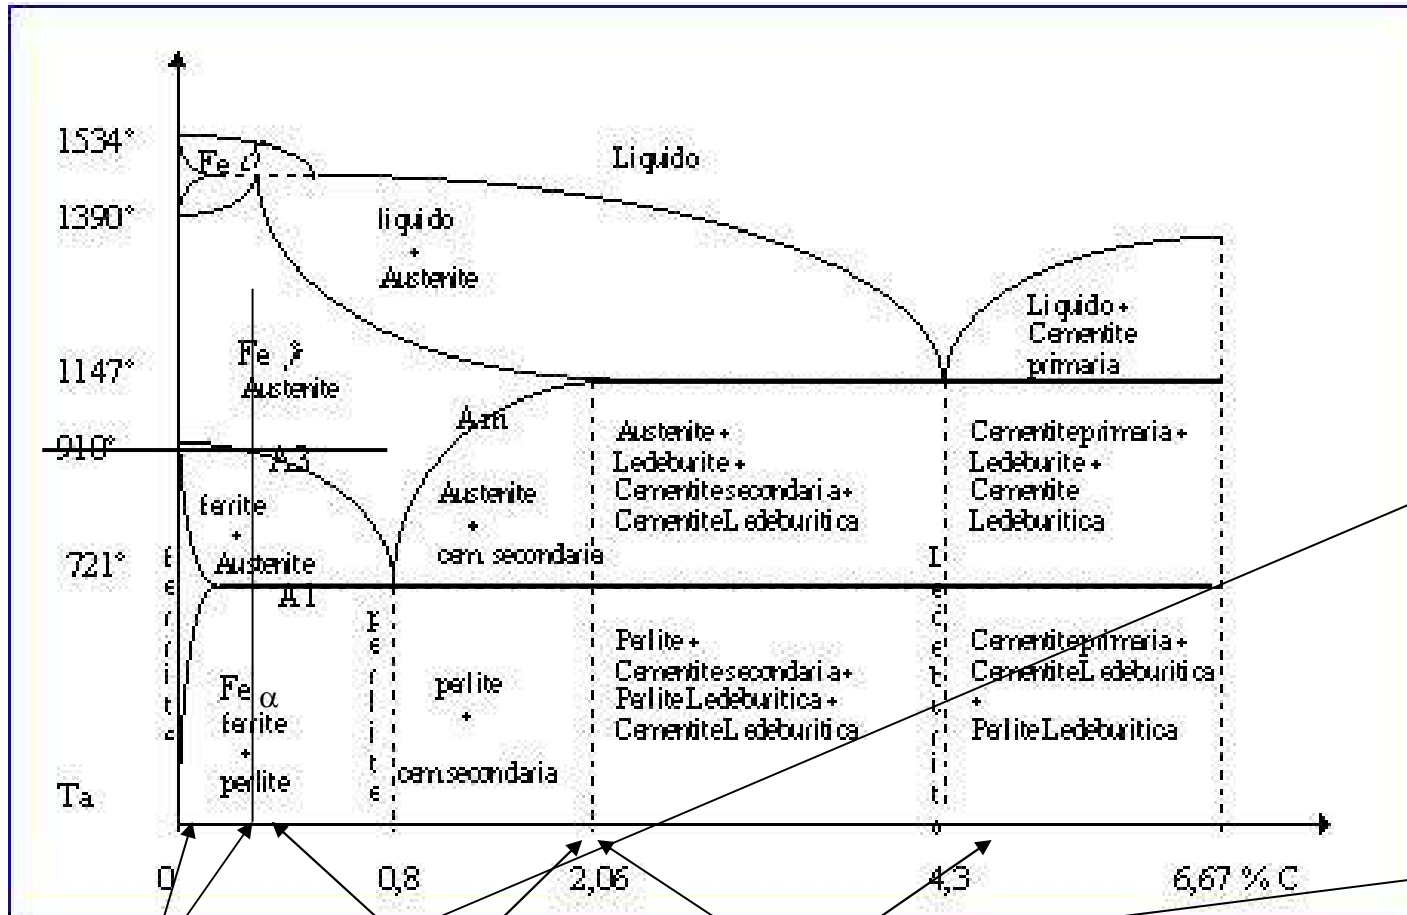 1534°
Fe δ
Liquido
1390°
liquido
+
Austenite
Liquido +
Cementite
primaria
Fe γ
Austenite
1147°
Acm
910°
A3
Austenite +
Ledeburite +
Cementite secondaria +
Cementite Ledeburitica
Cementite primaria +
Ledeburite +
Cementite
Ledeburitica
ferrite
+
Austenite
Austenite
+
cem. secondaria
721°
A1
Ferrite
Perlite
Perlite +
Cementite secondaria +
Perlite Ledeburitica +
Cementite Ledeburitica
Cementite primaria +
Cementite Ledeburitica
+
Perlite Ledeburitica
Fe α
ferrite
+
perlite
perlite
+
cem. secondaria
Ta
0
0,8
2,06
4,3
6,67 % C